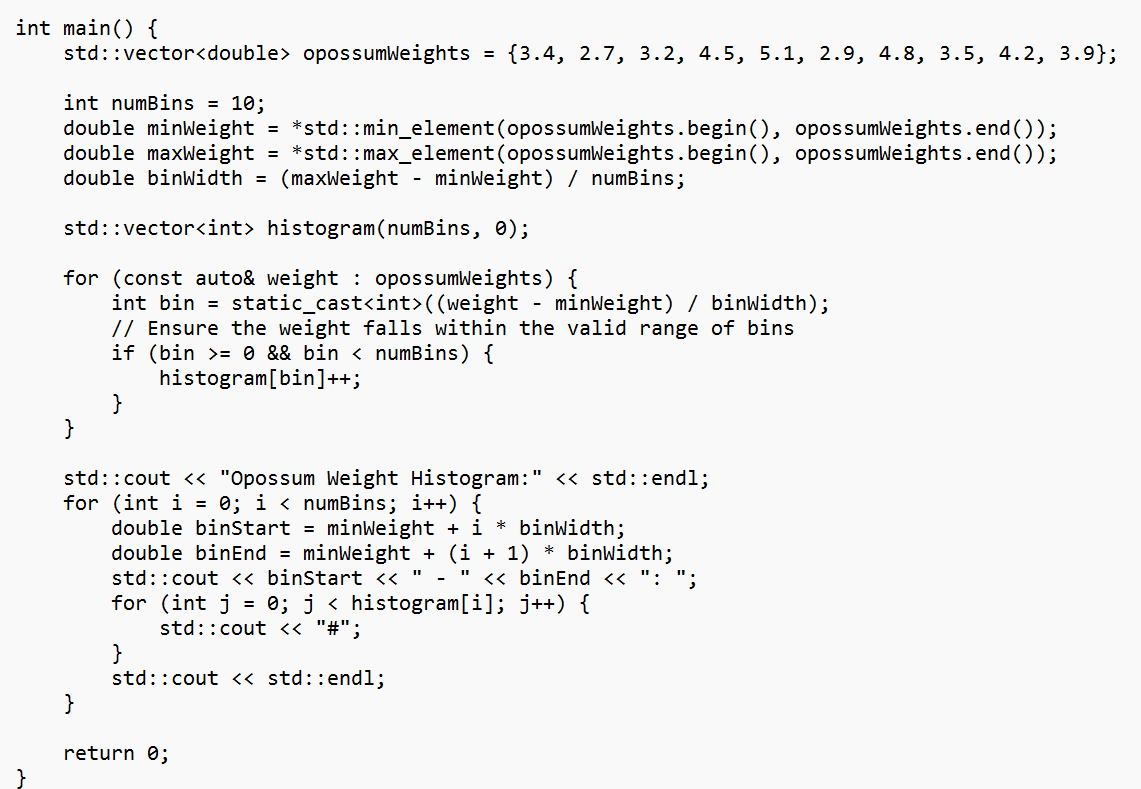 int main() {
    std::vector<double> opossumWeights = {3.4, 2.7, 3.2, 4.5, 5.1, 2.9, 4.8, 3.5, 4.2, 3.9};

    int numBins = 10;
    double minWeight = *std::min_element(opossumWeights.begin(), opossumWeights.end());
    double maxWeight = *std::max_element(opossumWeights.begin(), opossumWeights.end());
    double binWidth = (maxWeight - minWeight) / numBins;

    std::vector<int> histogram(numBins, 0);

    for (const auto& weight : opossumWeights) {
        int bin = static_cast<int>((weight - minWeight) / binWidth);
        // Ensure the weight falls within the valid range of bins
        if (bin >= 0 && bin < numBins) {
            histogram[bin]++;
        }
    }

    std::cout << "Opossum Weight Histogram:" << std::endl;
    for (int i = 0; i < numBins; i++) {
        double binStart = minWeight + i * binWidth;
        double binEnd = minWeight + (i + 1) * binWidth;
        std::cout << binStart << " - " << binEnd << ": ";
        for (int j = 0; j < histogram[i]; j++) {
            std::cout << "#";
        }
        std::cout << std::endl;
    }

    return 0;
}